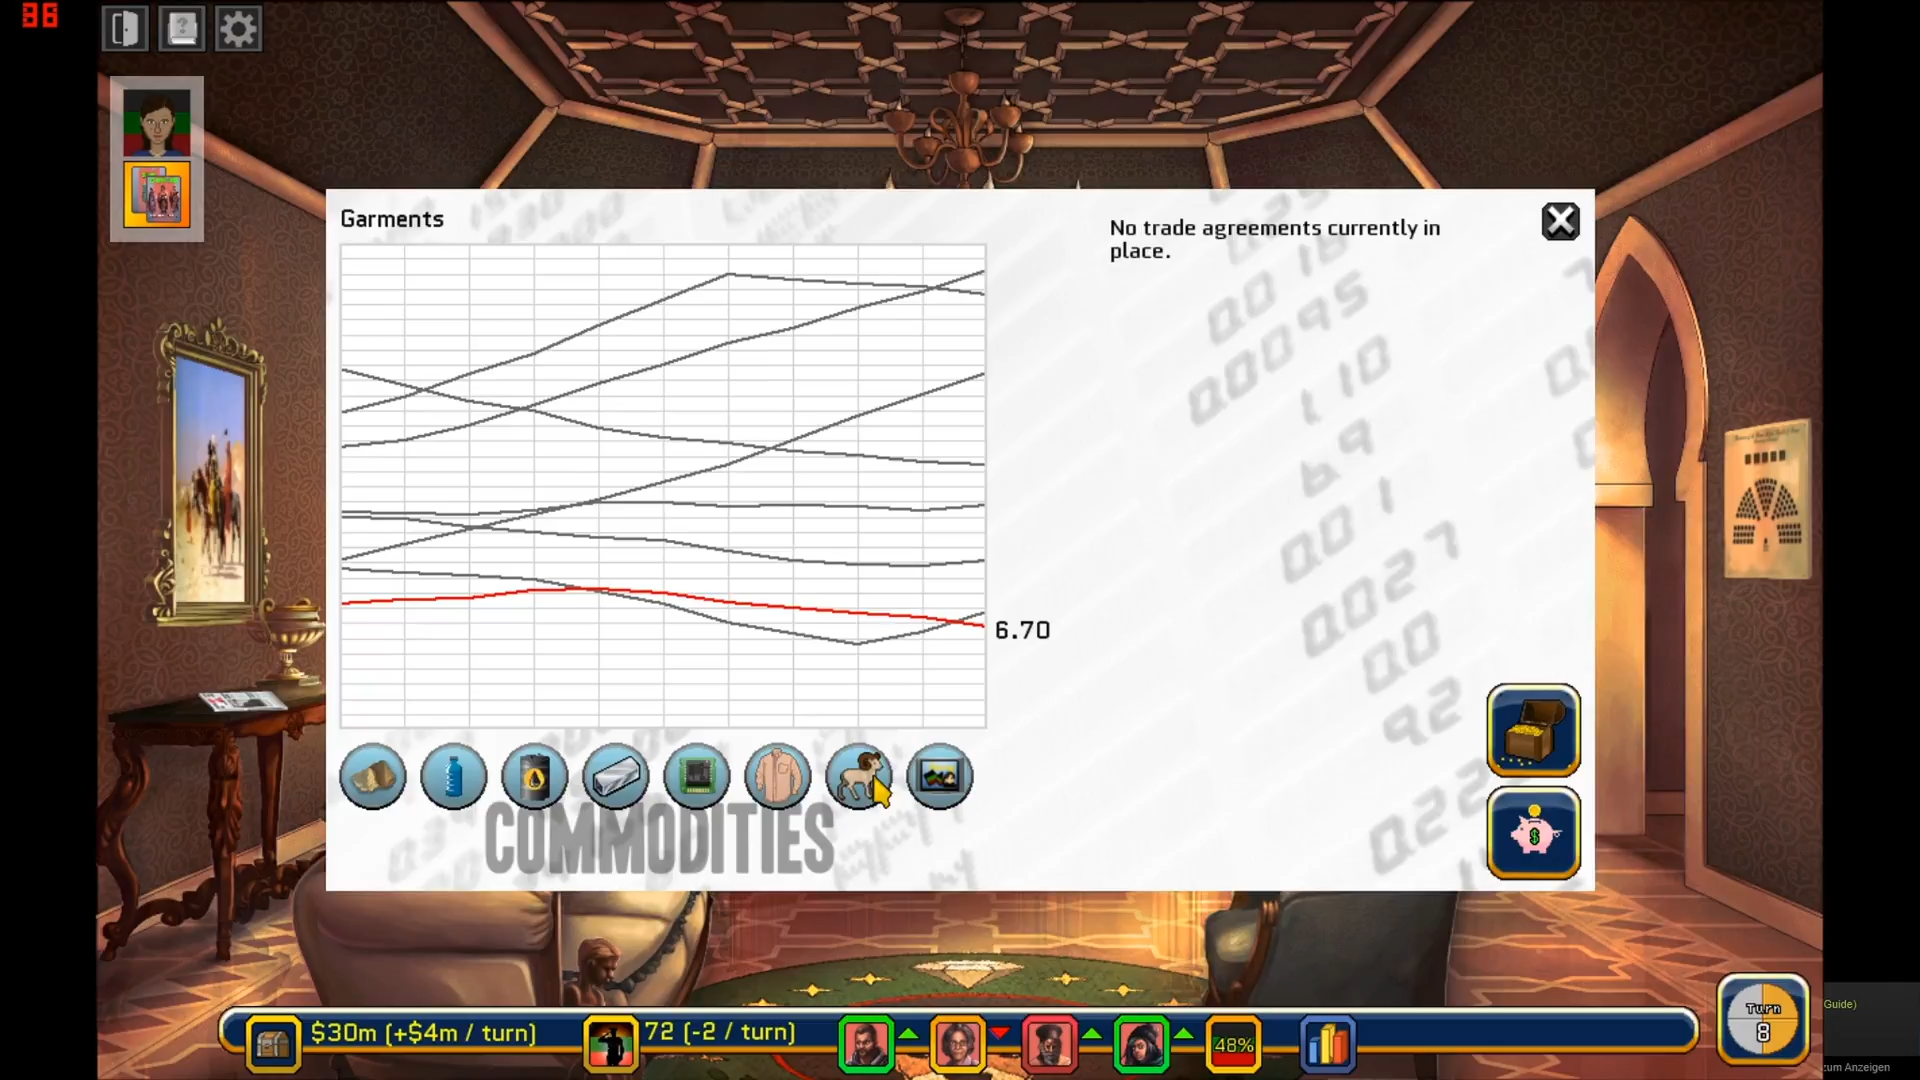 36
Garments
No trade agreements currently in
place.
6.70
COMMODITIES
$30m (+$4m / turn)
72 (-2 / turn)
48%
Turn
8
Guide)
zum Anzeigen